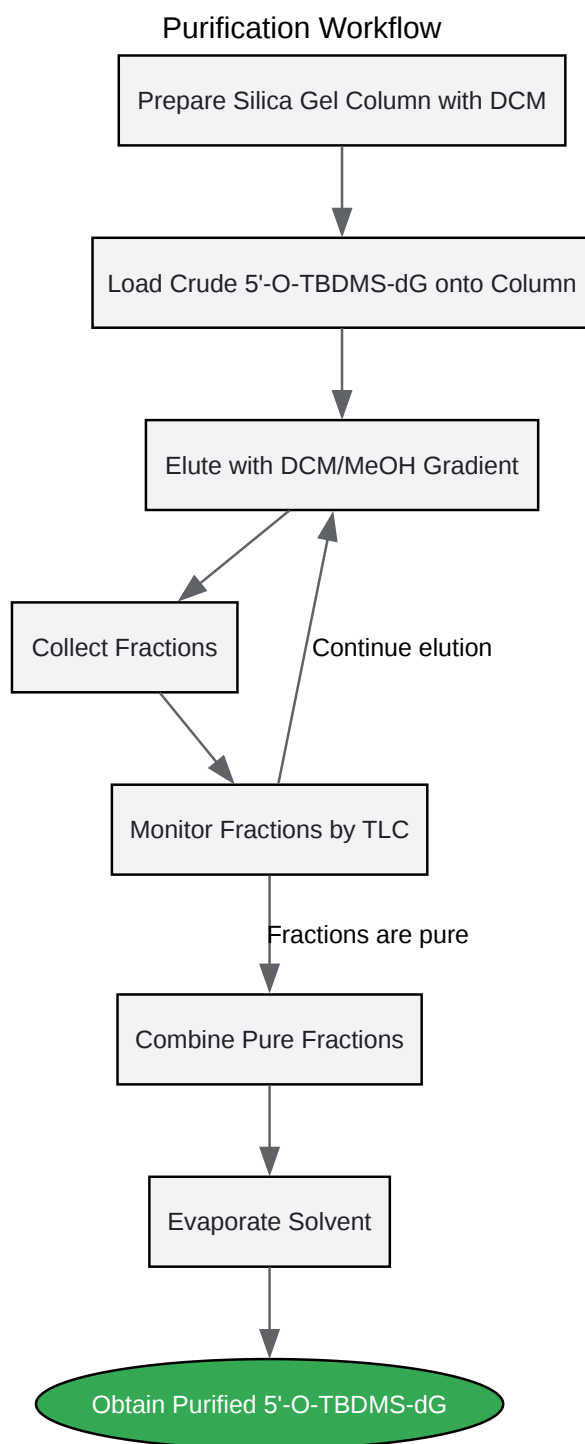 Purification Workflow
Prepare Silica Gel Column with DCM
Load Crude 5'-O-TBDMS-dG onto Column
Elute with DCM/MeOH Gradient
Collect Fractions
Continue elution
Monitor Fractions by TLC
Fractions are pure
Combine Pure Fractions
Evaporate Solvent
Obtain Purified 5'-O-TBDMS-dG